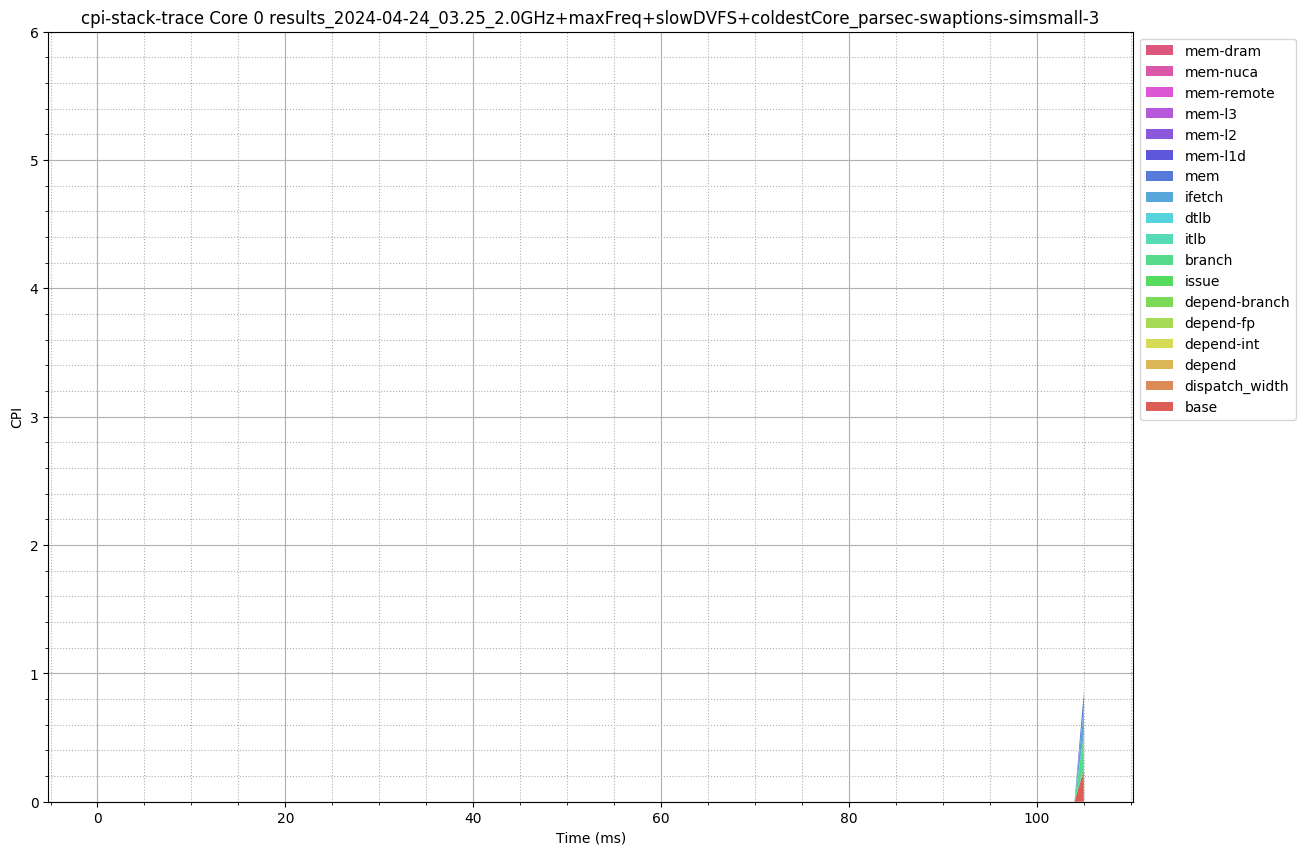 cpi-stack-trace Core 0 results_2024-04-24_03.25_2.0GHz+maxFreq+slowDVFS+coldestCore_parsec-swaptions-simsmall-3
6
5
4
3
2
1
0
CPI
0 20 40 60 80 100
Time (ms)
mem-dram
mem-nuca
mem-remote
mem-l3
mem-l2
mem-l1d
mem
ifetch
dtlb
itlb
branch
issue
depend-branch
depend-fp
depend-int
depend
dispatch_width
base